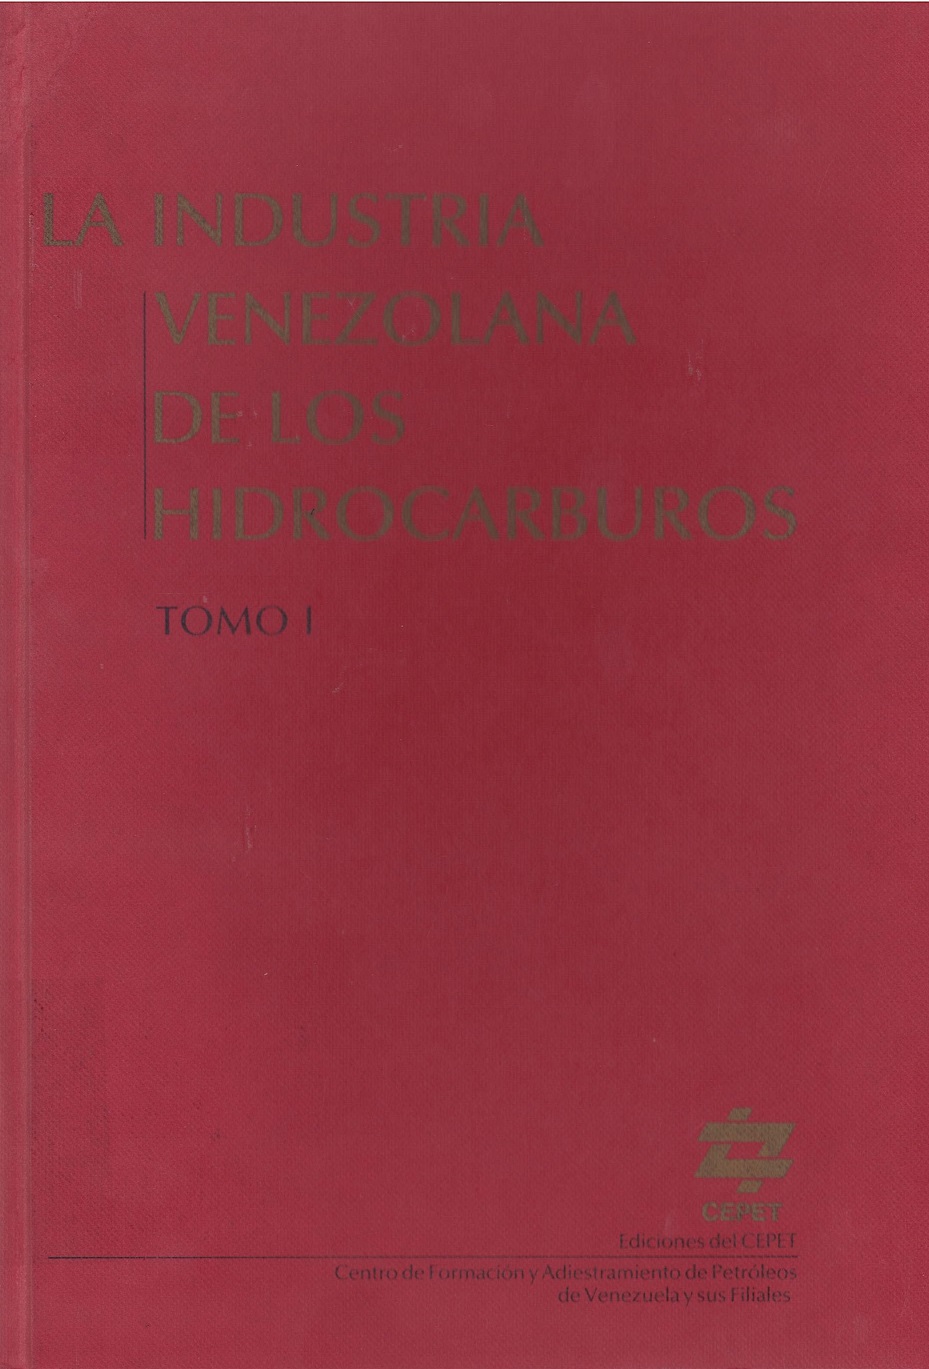 LA INDUSTRIA
VENEZOLANA
DE LOS
HIDROCARBUROS
TOMO I
CEPET
Ediciones del CEPET
Centro de Formación y Adiestramiento de Petróleos
de Venezuela y sus Filiales.